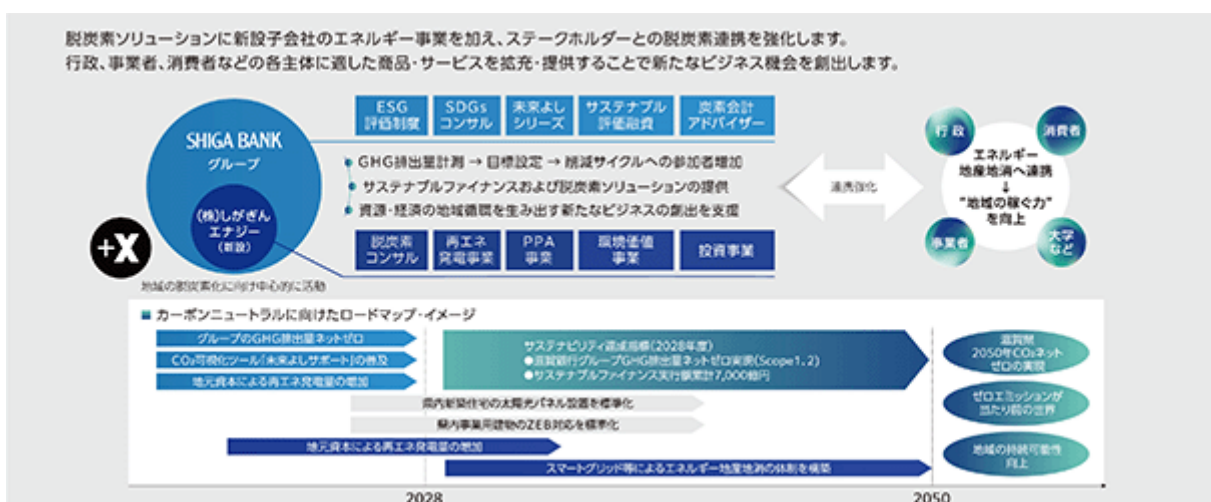 脱炭素ソリューションに新設子会社のエネルギー事業を加え、ステークホルダーとの脱炭素連携を強化します。
行政、事業者、消費者などの各主体に適した商品・サービスを拡充・提供することで新たなビジネス機会を創出します。
SHIGA BANK
グループ
(株)しがぎん
エナジー
(新設)
+X
地域の脱炭素化に向け中心的に活動
ESG
評価制度
SDGs
コンサル
未来よし
シリーズ
サステナブル
評価融資
炭素会計
アドバイザー
GHG排出量計測 → 目標設定 → 削減サイクルへの参加者増加
サステナブルファイナンスおよび脱炭素ソリューションの提供
資源・経済の地域循環を生み出す新たなビジネスの創出を支援
脱炭素
コンサル
再エネ
発電事業
PPA
事業
環境価値
事業
投資事業
連携強化
行政
消費者
エネルギー
地産地消へ連携
↓
"地域の稼ぐ力"
を向上
事業者
大学
など
■ カーボンニュートラルに向けたロードマップ・イメージ
グループのGHG排出量ネットゼロ
CO₂可視化ツール「未来よしサポート」の普及
地元資本による再エネ発電量の増加
サステナビリティ達成指標(2028年度)
●滋賀銀行グループGHG排出量ネットゼロ実現(Scope1、2)
●サステナブルファイナンス実行額累計7,000億円
県内新築住宅の太陽光パネル設置を標準化
県内事業用建物のZEB対応を標準化
地元資本による再エネ発電量の増加
スマートグリッド等によるエネルギー地産地消の体制を構築
滋賀県
2050年CO₂ネット
ゼロの実現
ゼロエミッションが
当たり前の世界
地域の持続可能性
向上
2028
2050